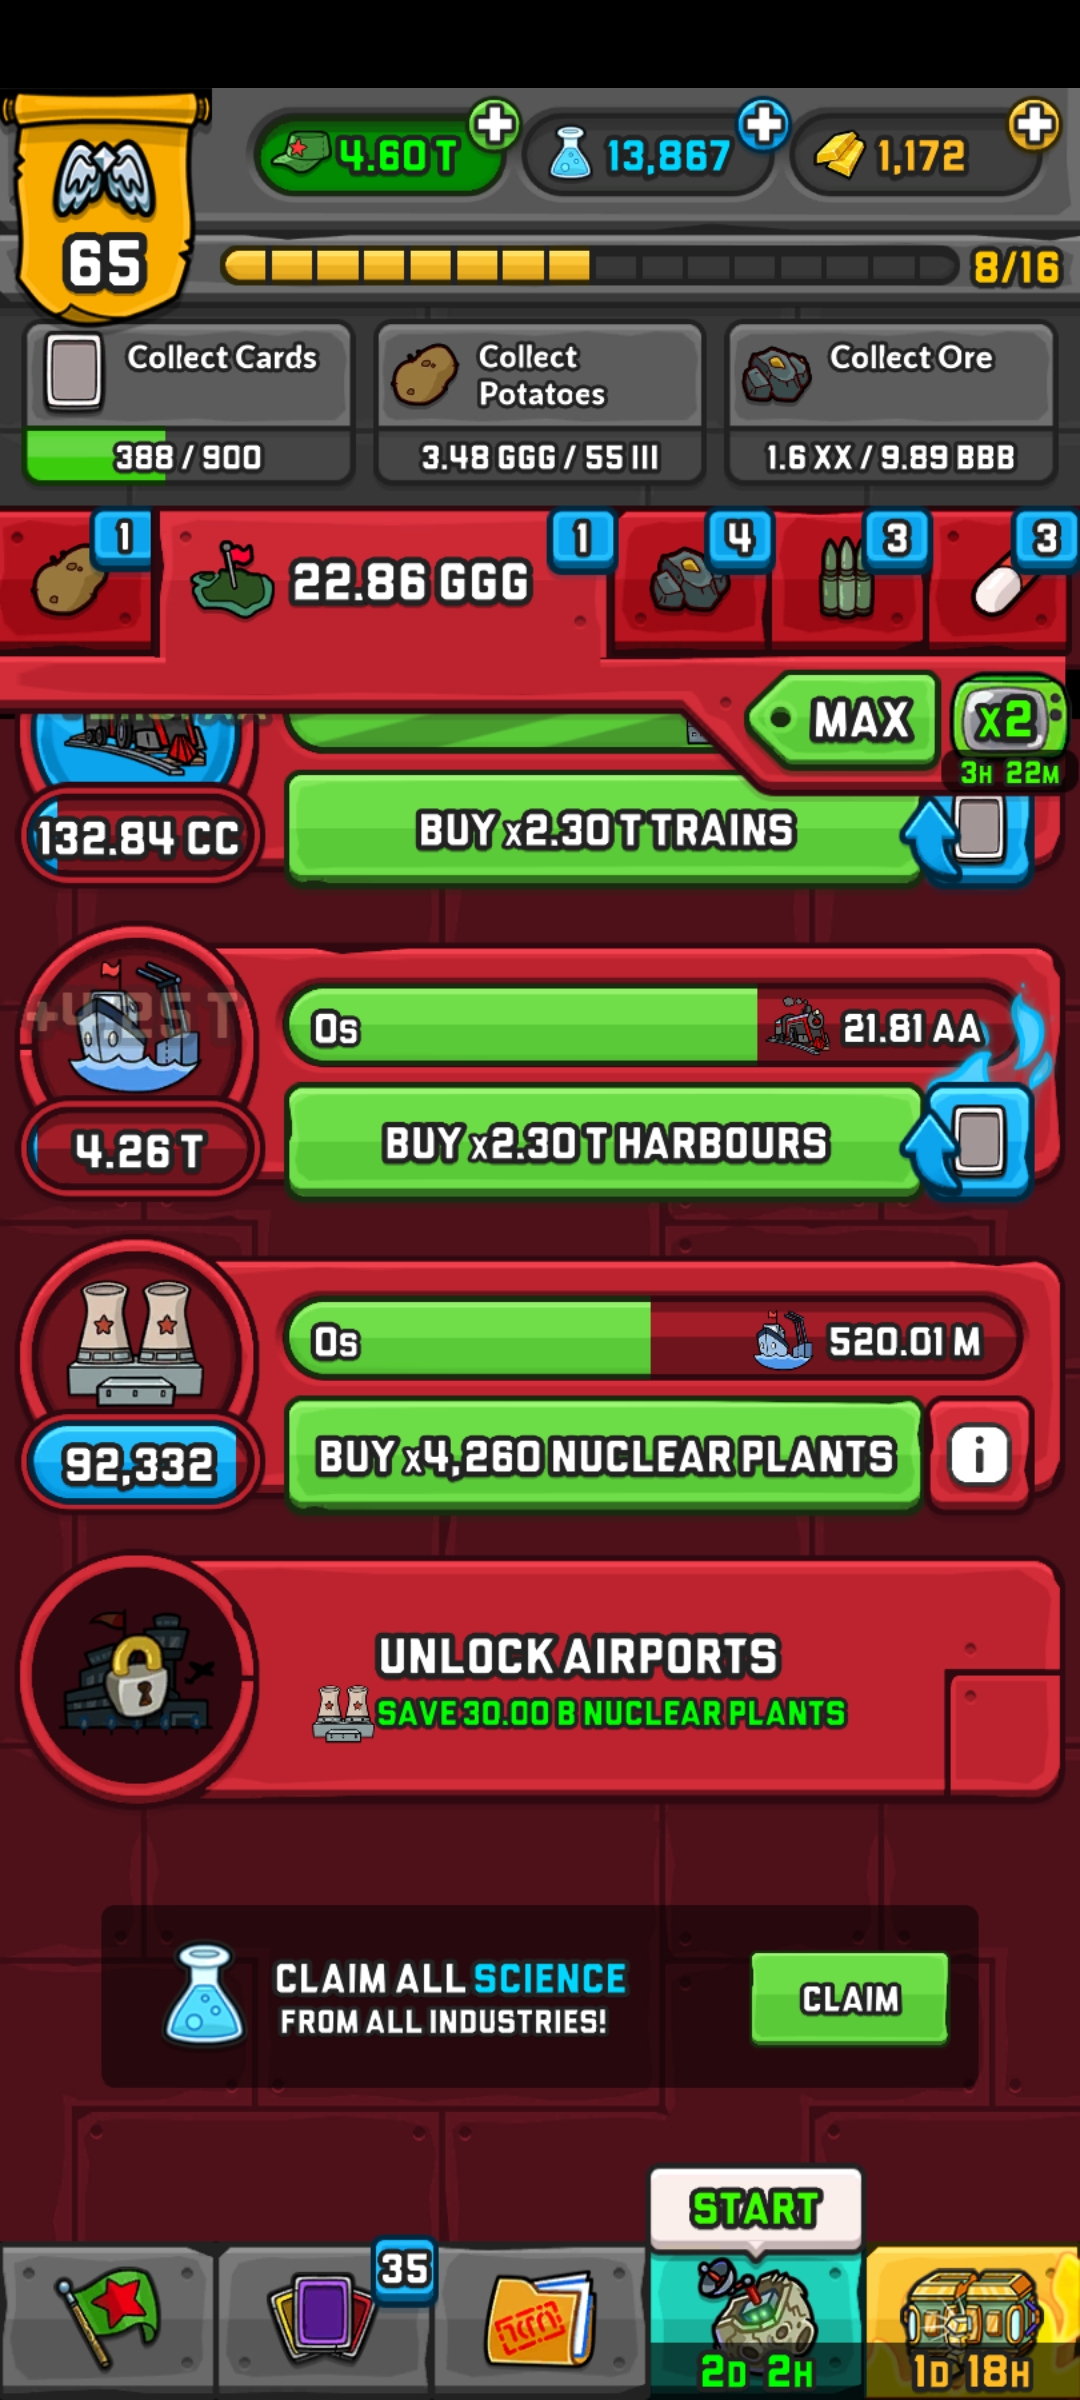 4.60 T
13,867
1,172
65
8/16
Collect Cards
388 / 900
Collect
Potatoes
3.48 GGG / 55 III
Collect Ore
1.6 XX / 9.89 BBB
1
22.86 GGG
1
4
3
3
MAX
X2
3H 22M
132.84 CC
BUY x2.30 T TRAINS
+4.25 T
0s
21.81 AA
4.26 T
BUY x2.30 T HARBOURS
0s
520.01 M
92,332
BUY x4,260 NUCLEAR PLANTS
i
UNLOCK AIRPORTS
SAVE 30.00 B NUCLEAR PLANTS
CLAIM ALL SCIENCE
FROM ALL INDUSTRIES!
CLAIM
START
35
2D 2H
1D 18H